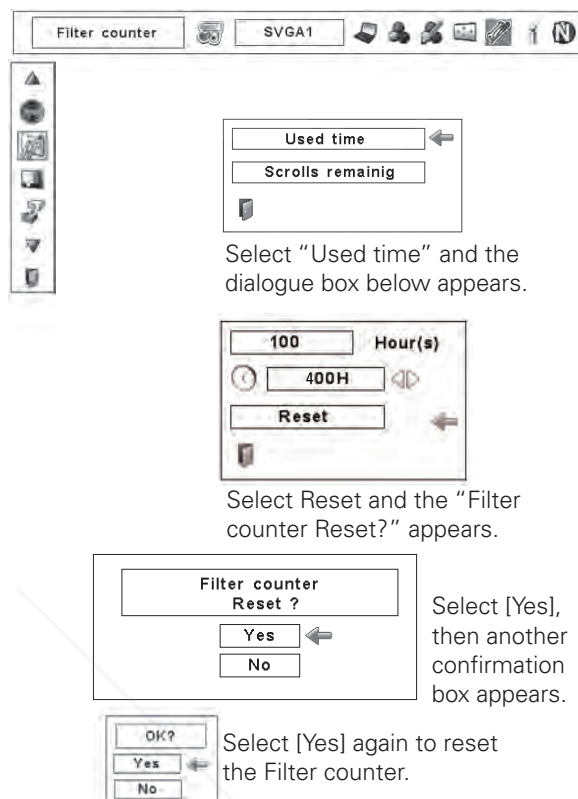 Filter counter
SVGA1
Used time
Scrolls remainig
Select “Used time” and the
dialogue box below appears.
100 Hour(s)
400H
Reset
Select Reset and the “Filter
counter Reset?” appears.
Filter counter
Reset ?
Yes
No
Select [Yes],
then another
confirmation
box appears.
OK?
Yes
No
Select [Yes] again to reset
the Filter counter.